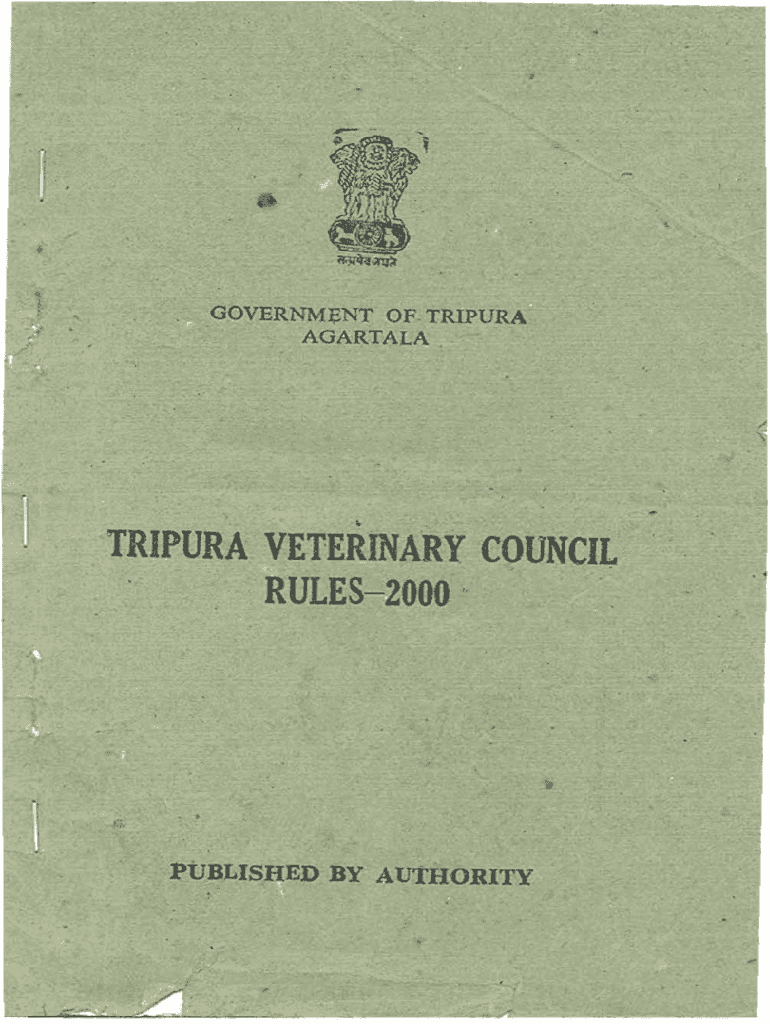 सत्यमेव जयते
GOVERNMENT OF TRIPURA
AGARTALA
TRIPURA VETERINARY COUNCIL
RULES—2000
PUBLISHED BY AUTHORITY